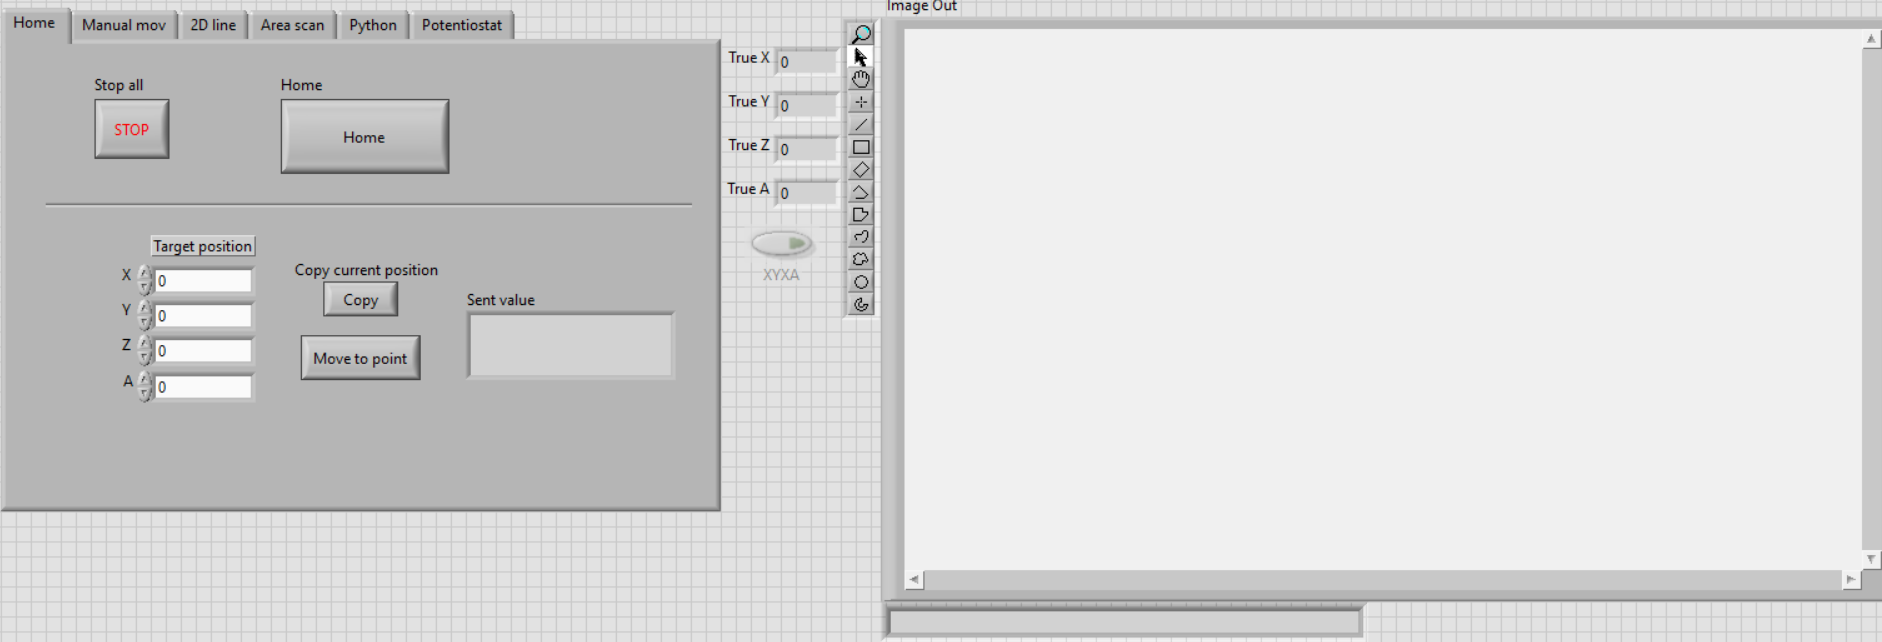 Home Manual mov 2D line Area scan Python Potentiostat
Stop all
STOP
Home
Home
Target position
X 0
Y 0
Z 0
A 0
Copy current position
Copy
Move to point
Sent value
True X 0
True Y 0
True Z 0
True A 0
XYXA
Image Out